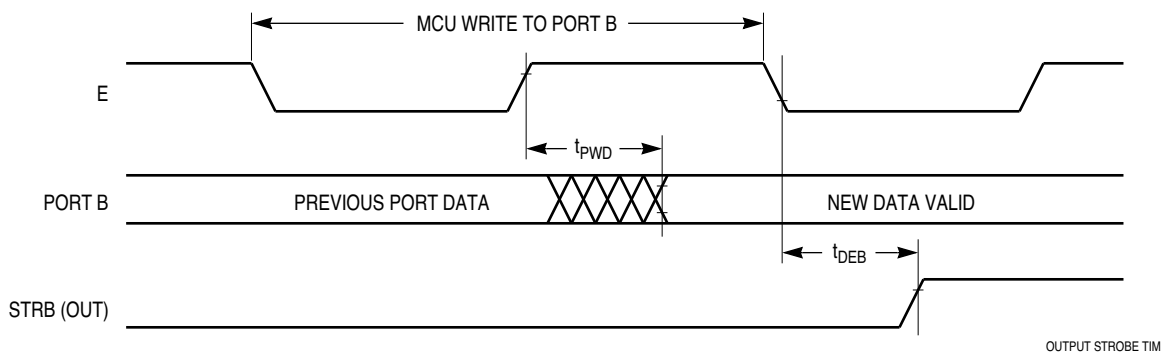 MCU WRITE TO PORT B
E
tPWD
PORT B
PREVIOUS PORT DATA
NEW DATA VALID
tDEB
STRB (OUT)
OUTPUT STROBE TIM